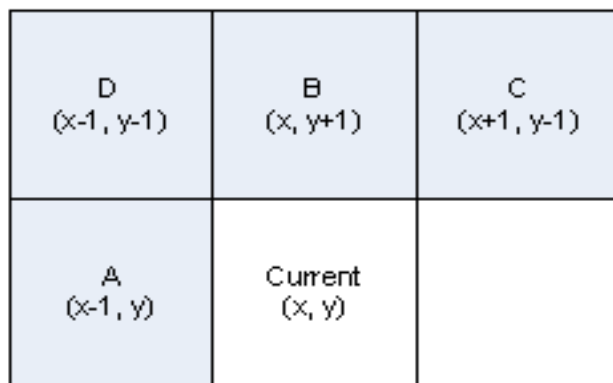 D
(x-1, y-1)
B
(x, y+1)
C
(x+1, y-1)
A
(x-1, y)
Current
(x, y)